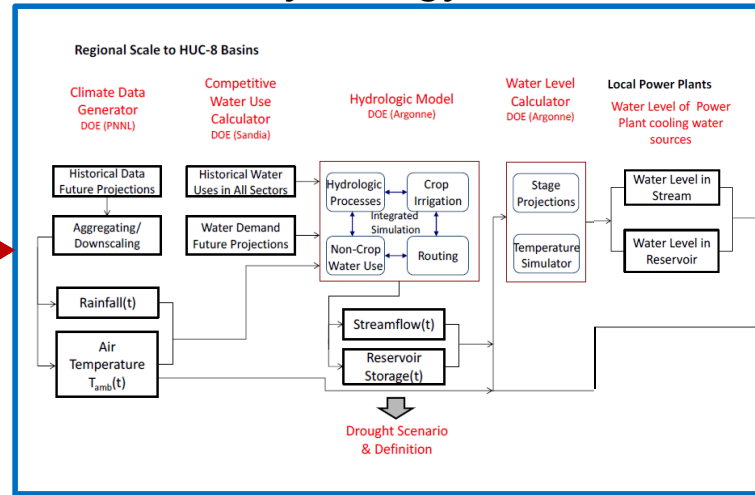 Regional Scale to HUC-8 Basins
Climate Data
Generator
DOE (PNNL)
Competitive
Water Use
Calculator
DOE (Sandia)
Hydrologic Model
DOE (Argonne)
Water Level
Calculator
DOE (Argonne)
Local Power Plants
Water Level of Power
Plant cooling water
sources
Historical Data
Future Projections
Aggregating/
Downscaling
Rainfall(t)
Air
Temperature
Tamb(t)
Historical Water
Uses in All Sectors
Water Demand
Future Projections
Hydrologic
Processes
Crop
Irrigation
Integrated
Simulation
Non-Crop
Water Use
Routing
Streamflow(t)
Reservoir
Storage(t)
Drought Scenario
& Definition
Stage
Projections
Temperature
Simulator
Water Level in
Stream
Water Level in
Reservoir